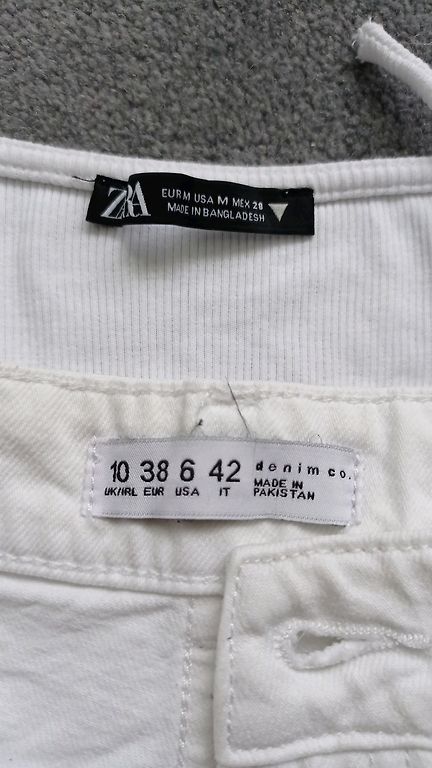 ZARA
EUR M USA M MEX 28
MADE IN BANGLADESH
10 38 6 42 denim co.
UK/IRL EUR USA IT MADE IN
PAKISTAN